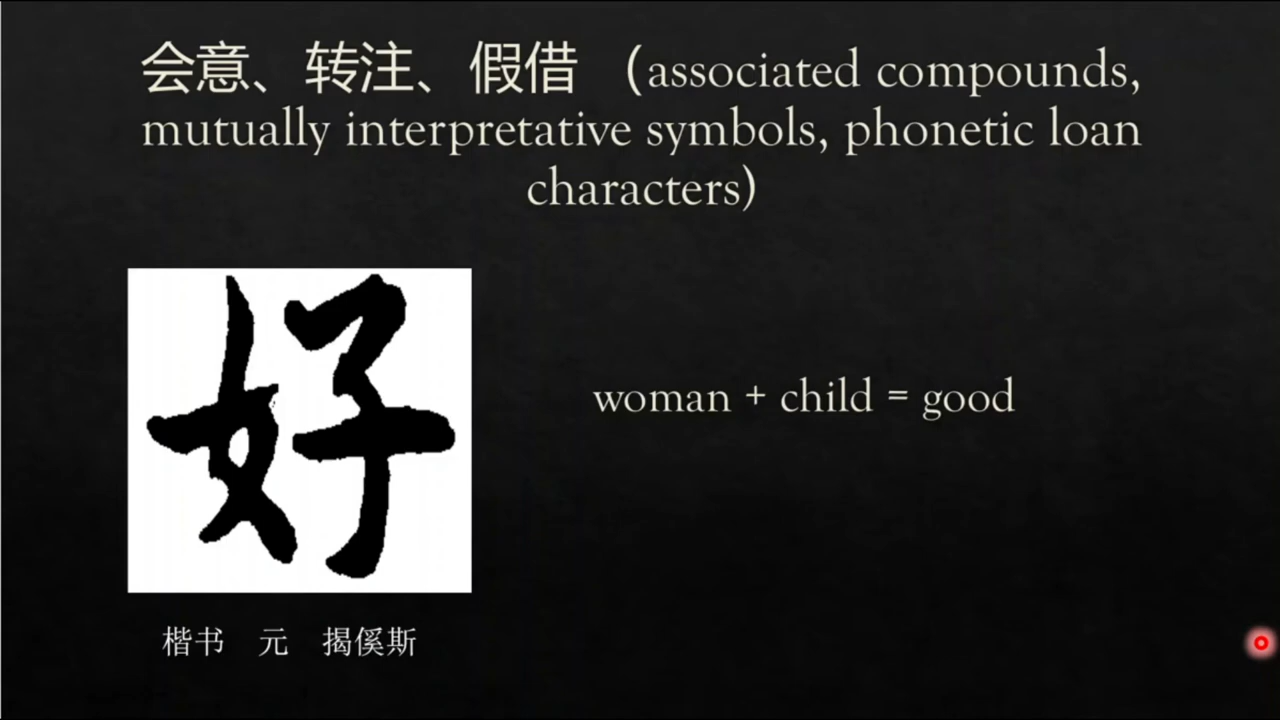 会意、转注、假借 （associated compounds,
mutually interpretative symbols, phonetic loan
characters)
好
woman + child = good
楷书 元 揭傒斯